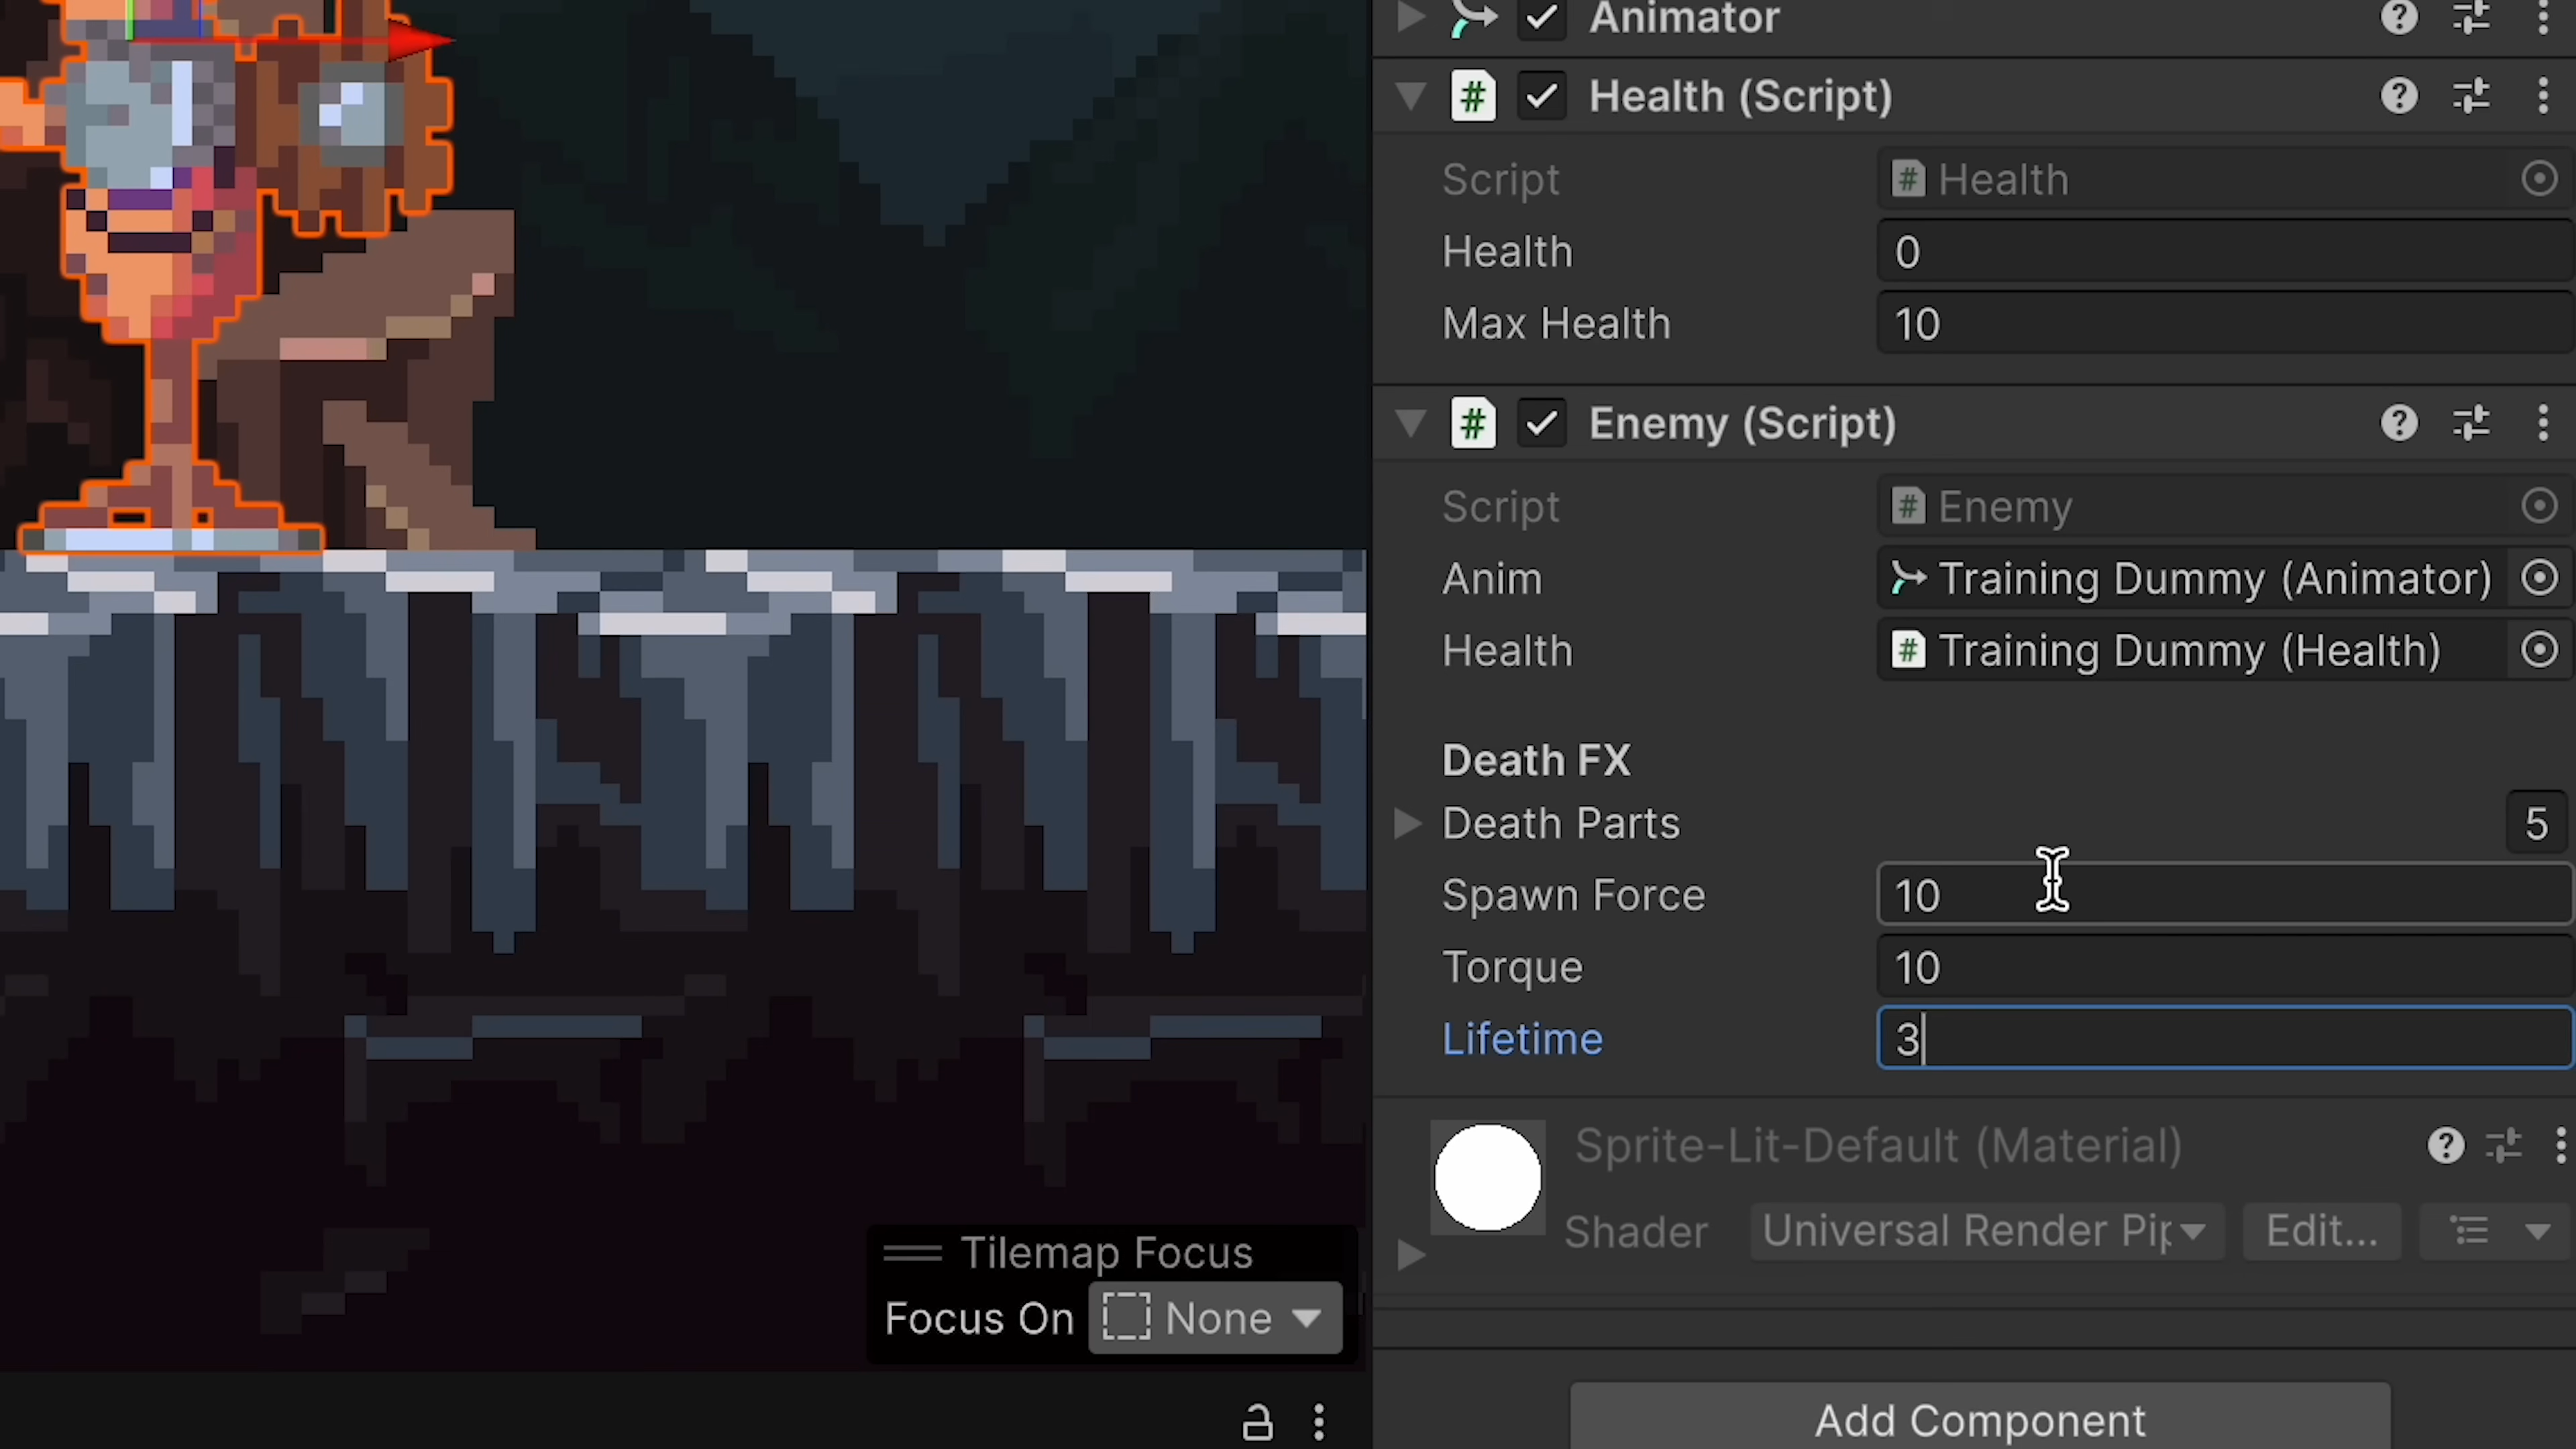 Animator
# Health (Script)
Script # Health
Health 0
Max Health 10
# Enemy (Script)
Script # Enemy
Anim Training Dummy (Animator)
Health # Training Dummy (Health)
Death FX
Death Parts 5
Spawn Force 10
Torque 10
Lifetime 3
Sprite-Lit-Default (Material)
Shader Universal Render Pip Edit...
Tilemap Focus
Focus On None
Add Component